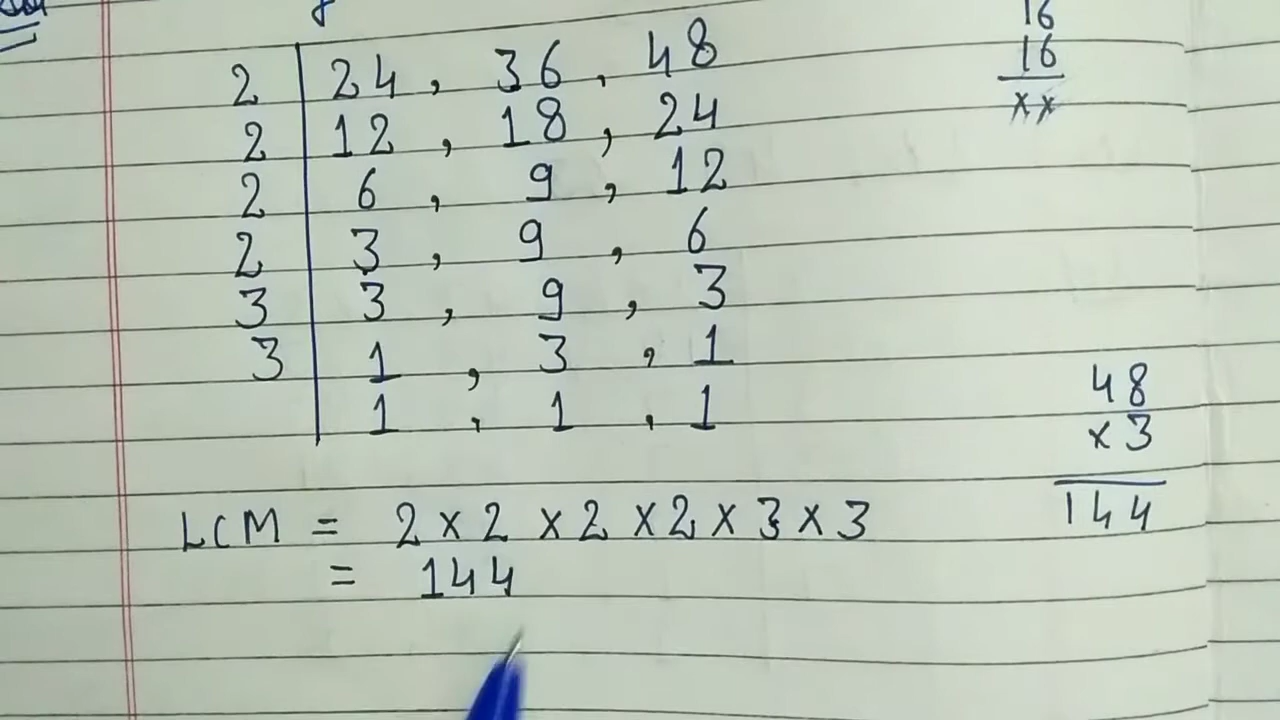 2 | 24 , 36 , 48
2 | 12 , 18 , 24
2 | 6 , 9 , 12
2 | 3 , 9 , 6
3 | 3 , 9 , 3
3 | 1 , 3 , 1
1 , 1 , 1
LCM = 2 × 2 × 2 × 2 × 3 × 3
= 144
16
16
××
48
×3
144